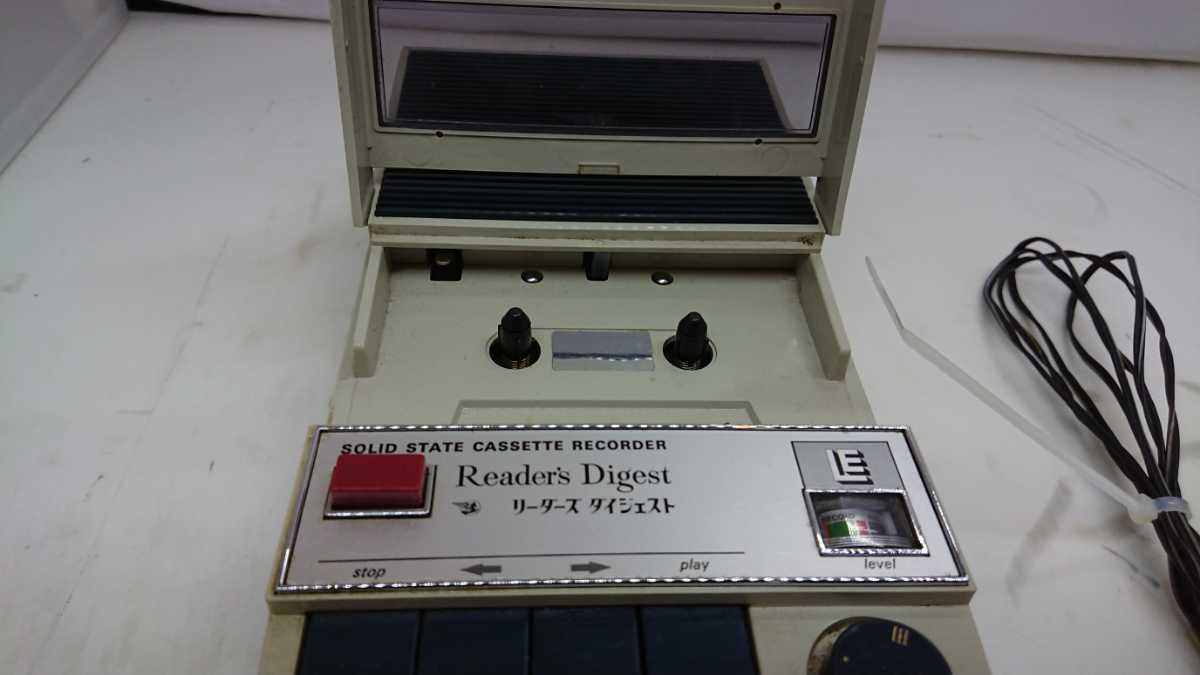 SOLID STATE CASSETTE RECORDER
Reader's Digest
リーダーズ ダイジェスト
stop
play
level